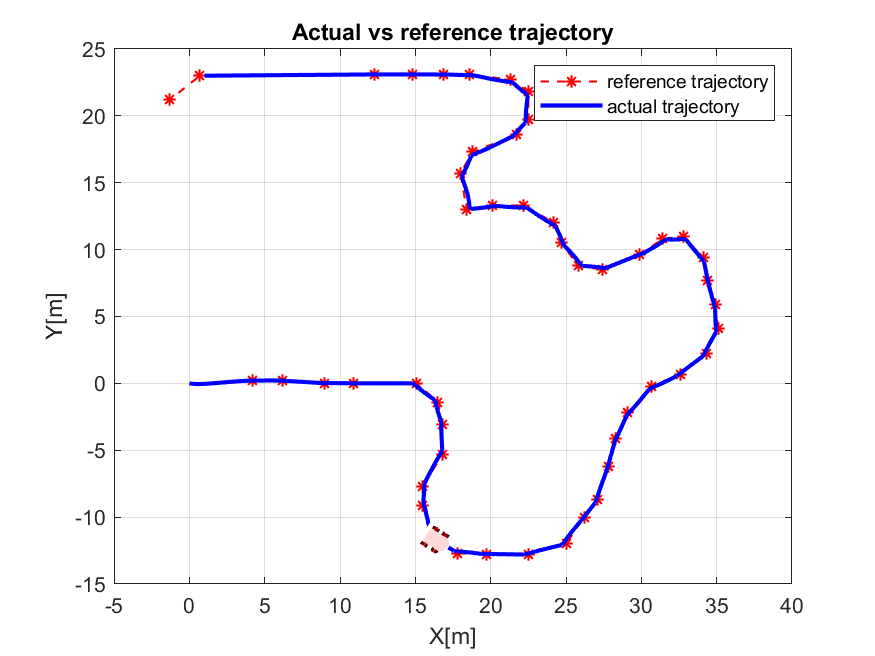 Actual vs reference trajectory
reference trajectory
actual trajectory
25
20
15
10
5
0
-5
-10
-15
Y[m]
-5 0 5 10 15 20 25 30 35 40
X[m]